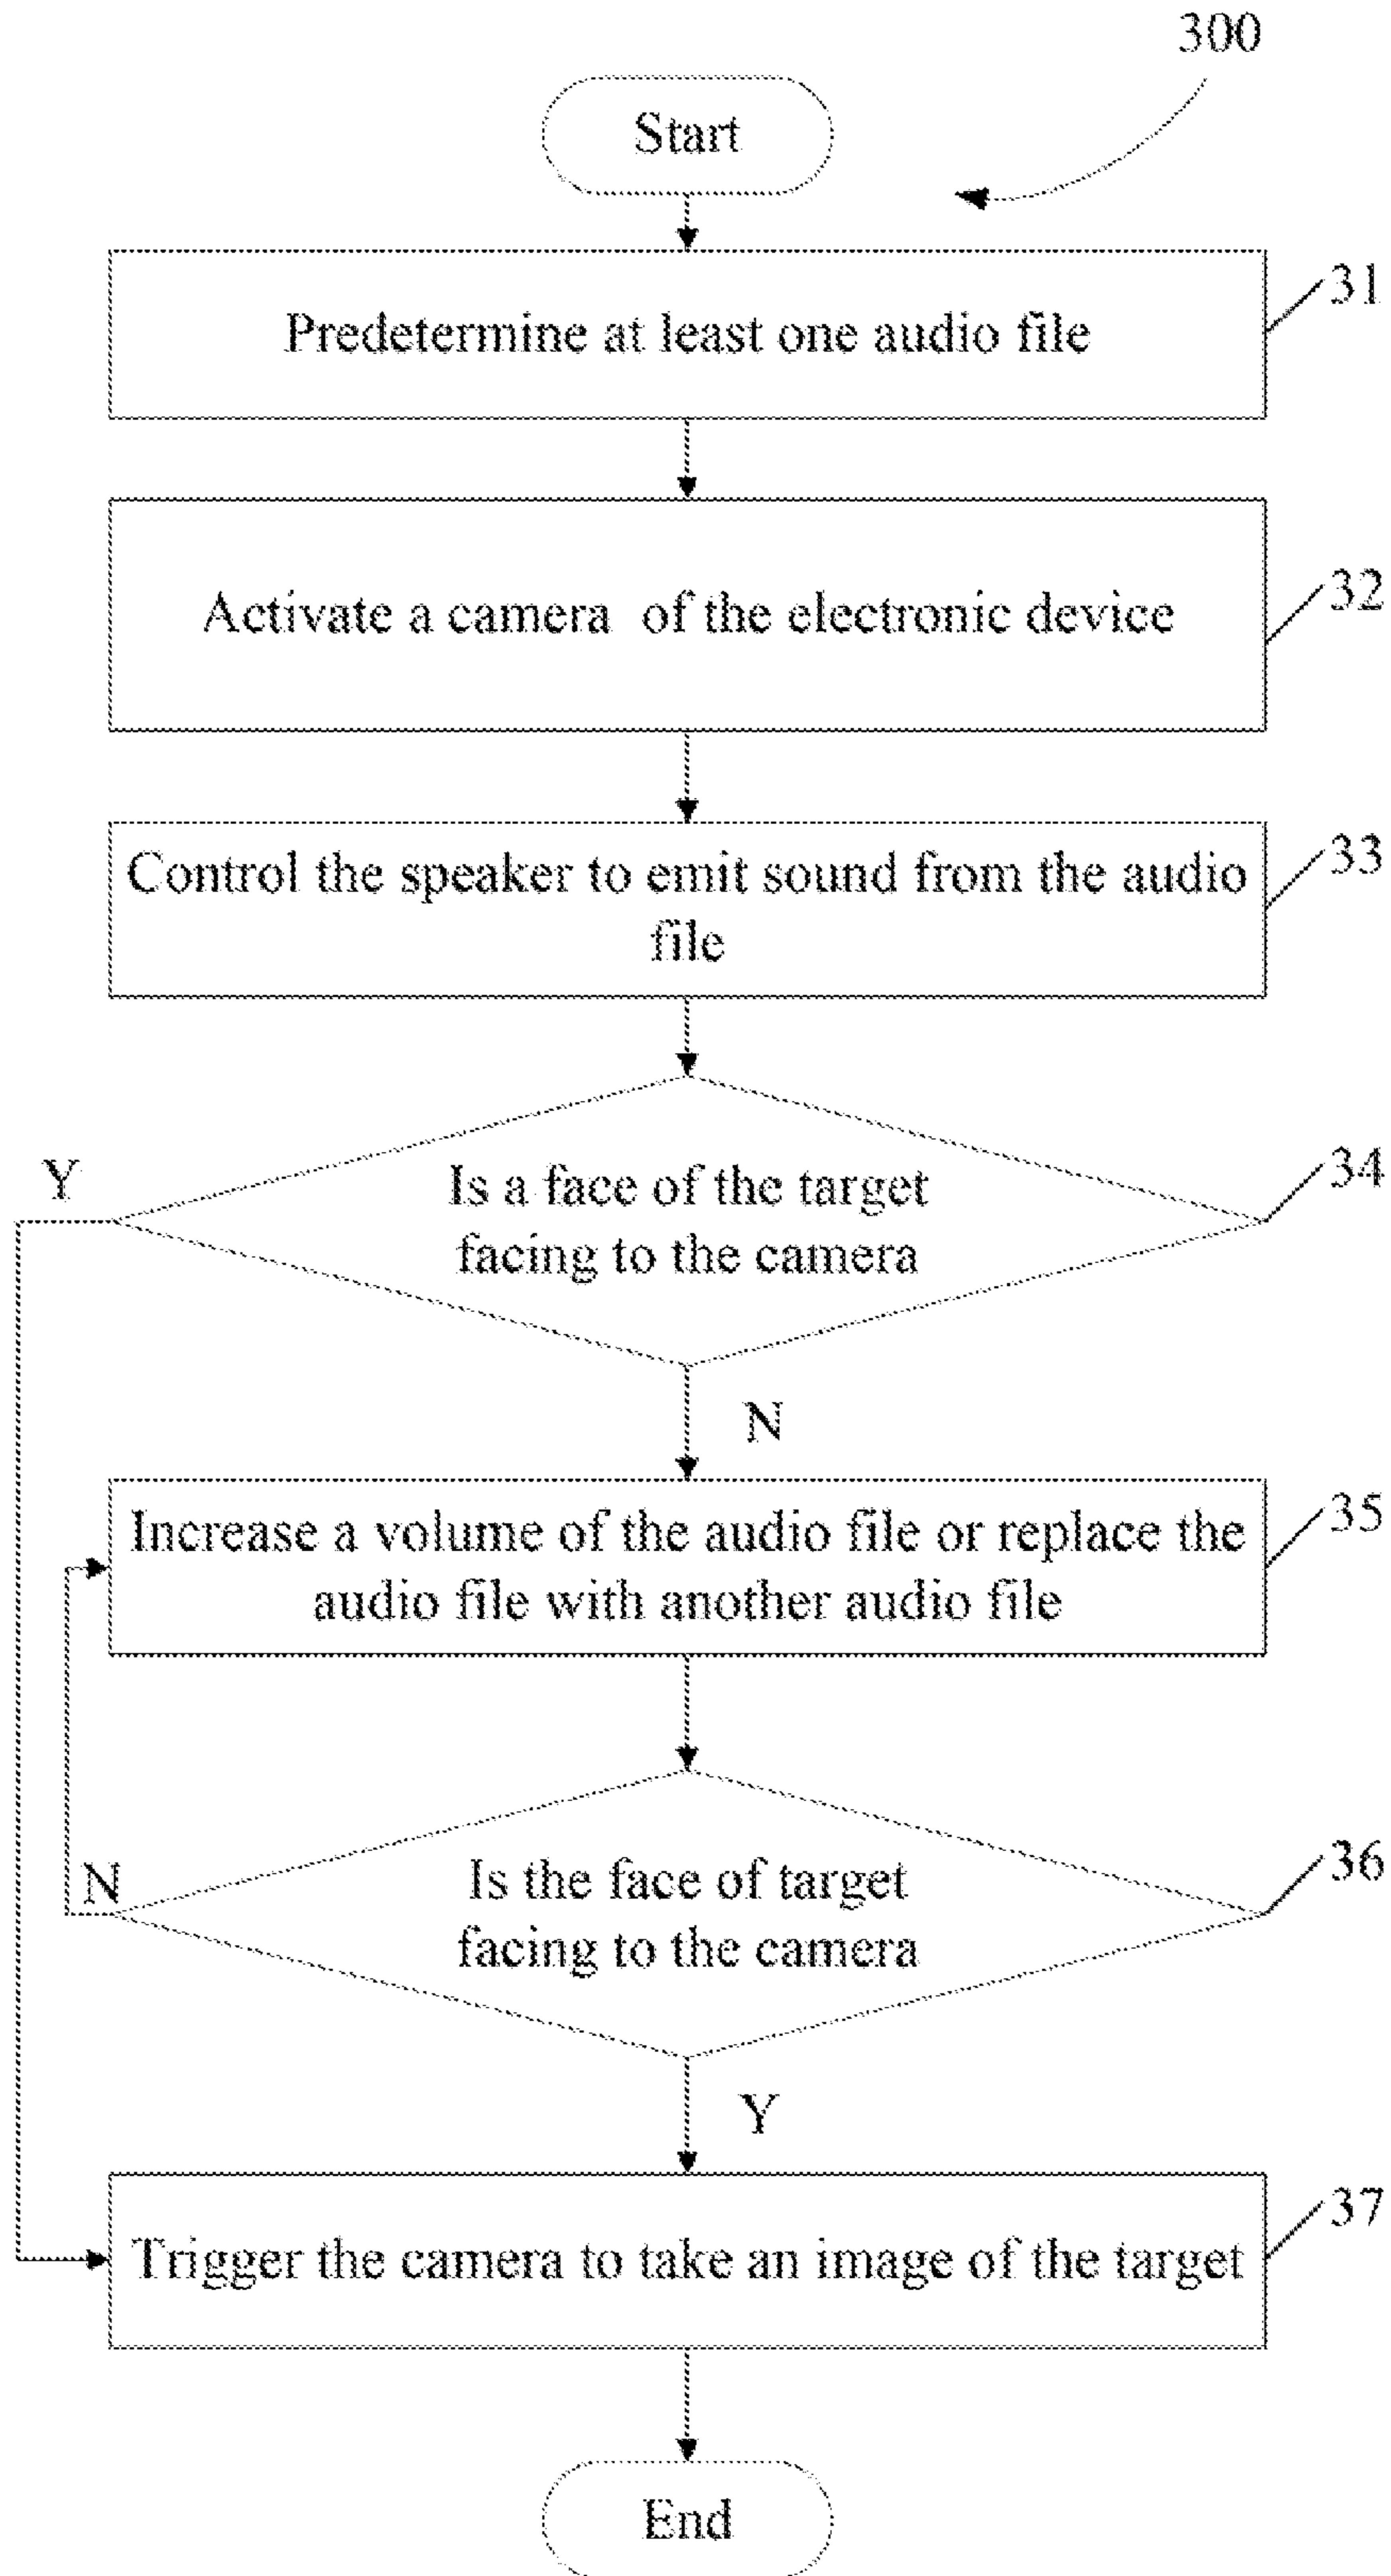 300
Start
31
Predetermine at least one audio file
32
Activate a camera of the electronic device
33
Control the speaker to emit sound from the audio
file
34
Y
Is a face of the target
facing to the camera
N
35
Increase a volume of the audio file or replace the
audio file with another audio file
36
N
Is the face of target
facing to the camera
Y
37
Trigger the camera to take an image of the target
End